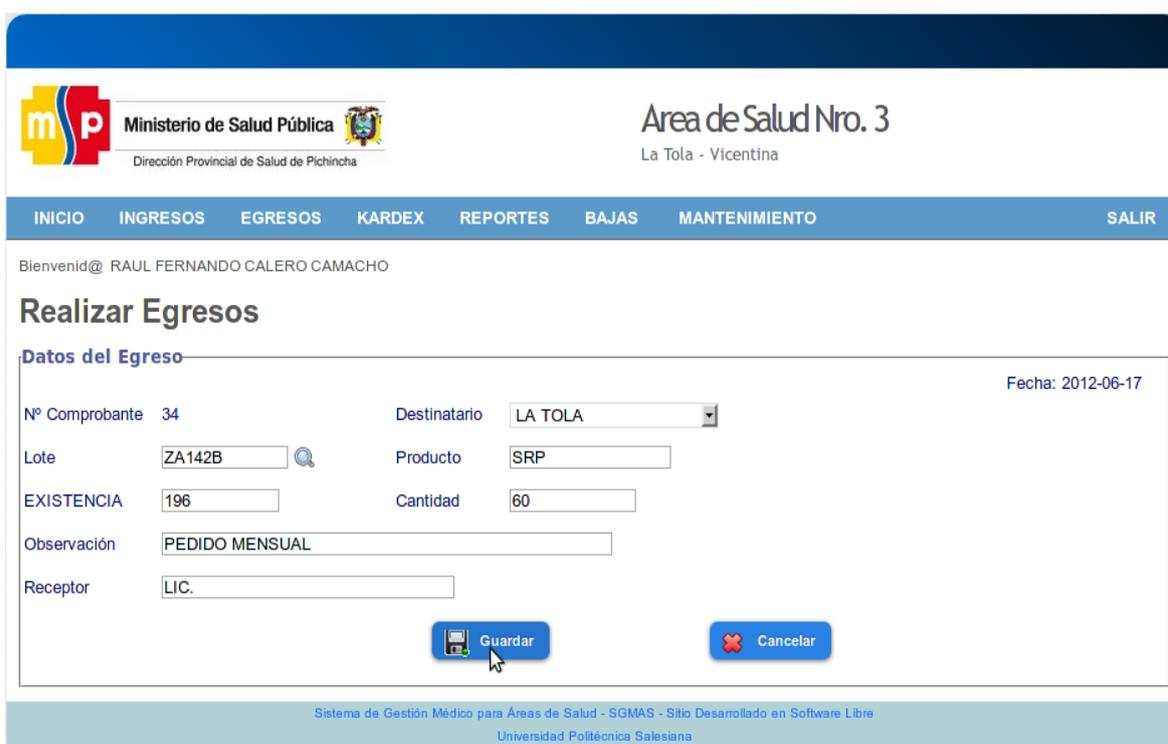 msp
Ministerio de Salud Pública
Dirección Provincial de Salud de Pichincha
Area de Salud Nro. 3
La Tola - Vicentina
INICIO INGRESOS EGRESOS KARDEX REPORTES BAJAS MANTENIMIENTO SALIR
Bienvenid@ RAUL FERNANDO CALERO CAMACHO
Realizar Egresos
Datos del Egreso
Fecha: 2012-06-17
Nº Comprobante 34 Destinatario LA TOLA
Lote ZA142B Producto SRP
EXISTENCIA 196 Cantidad 60
Observación PEDIDO MENSUAL
Receptor LIC.
Guardar Cancelar
Sistema de Gestión Médico para Áreas de Salud - SGMAS - Sitio Desarrollado en Software Libre
Universidad Politécnica Salesiana